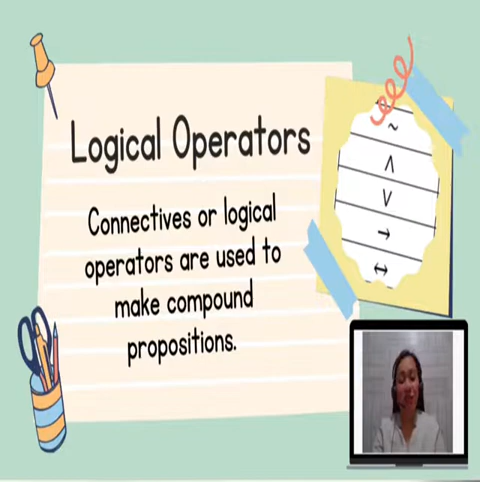 Logical Operators
Connectives or logical
operators are used to
make compound
propositions.
~
∧
∨
→
↔